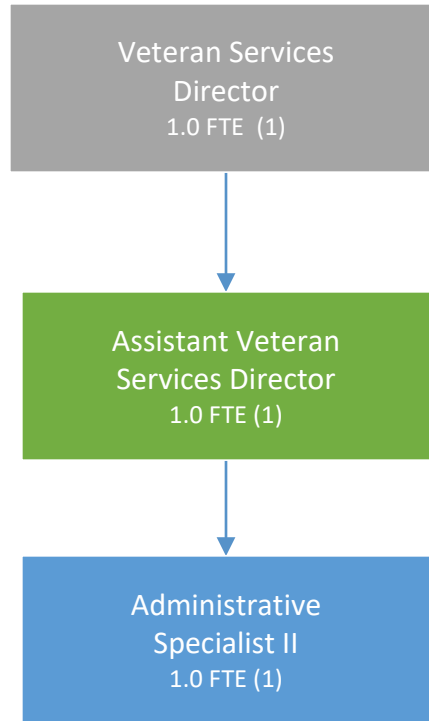 Veteran Services
Director
1.0 FTE  (1)
Assistant Veteran
Services Director
1.0 FTE (1)
Administrative
Specialist II
1.0 FTE (1)